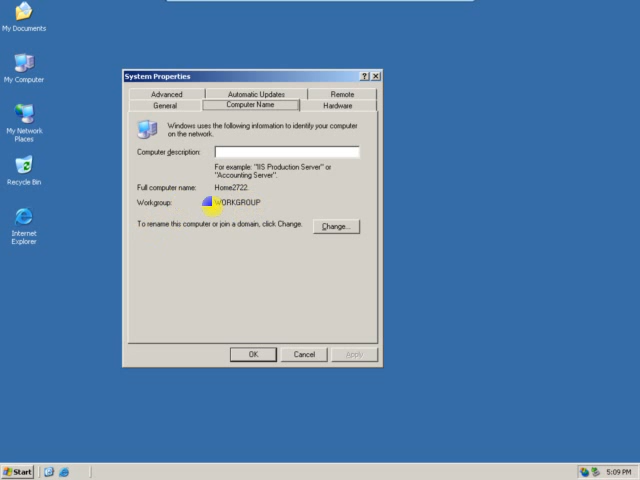 My Documents
My Computer
My Network
Places
Recycle Bin
Internet
Explorer
System Properties
Advanced
Automatic Updates
Remote
General
Computer Name
Hardware
Windows uses the following information to identify your computer
on the network.
Computer description:
For example: "IIS Production Server" or
"Accounting Server".
Full computer name:
Home2722.
Workgroup:
WORKGROUP
To rename this computer or join a domain, click Change.
Change...
OK
Cancel
Apply
Start
5:09 PM